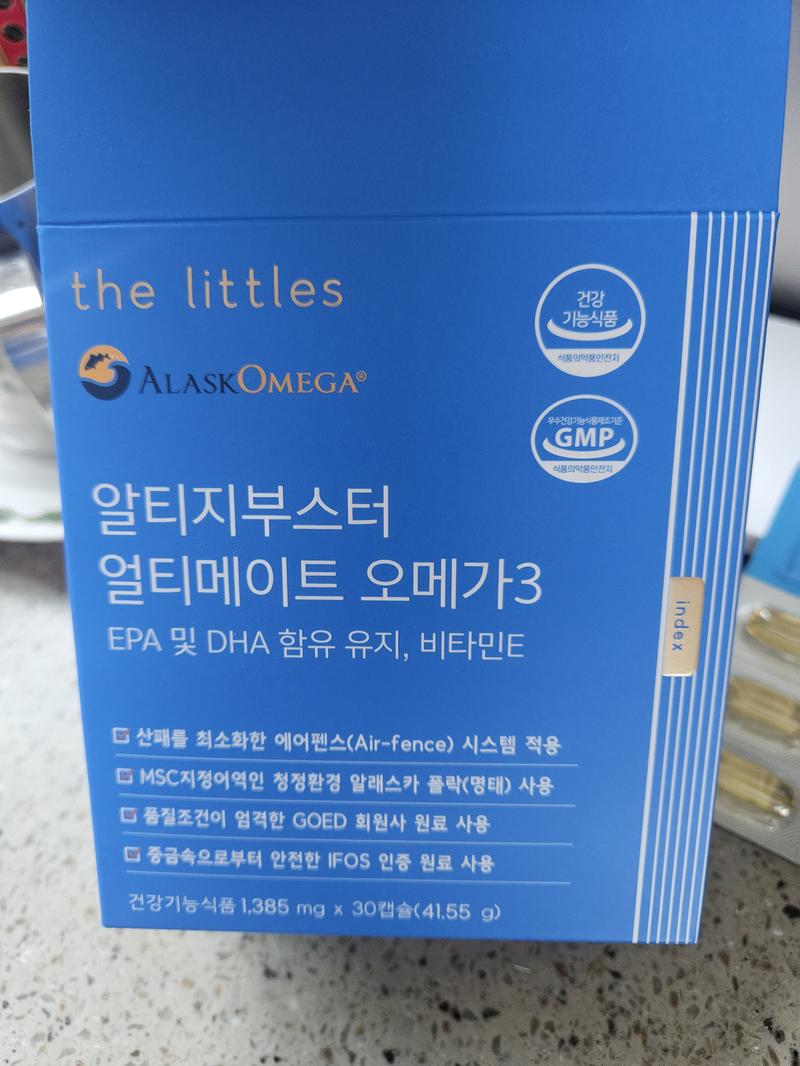 the littles
ALASKOMEGA®
건강
기능식품
식품의약품안전처
우수건강기능식품제조기준
GMP
식품의약품안전처
알티지부스터
얼티메이트 오메가3
EPA 및 DHA 함유 유지, 비타민E
index
산패를 최소화한 에어펜스(Air-fence) 시스템 적용
MSC지정어역인 청정환경 알래스카 폴락(명태) 사용
품질조건이 엄격한 GOED 회원사 원료 사용
중금속으로부터 안전한 IFOS 인증 원료 사용
건강기능식품 1,385 mg x 30캡슐(41.55 g)